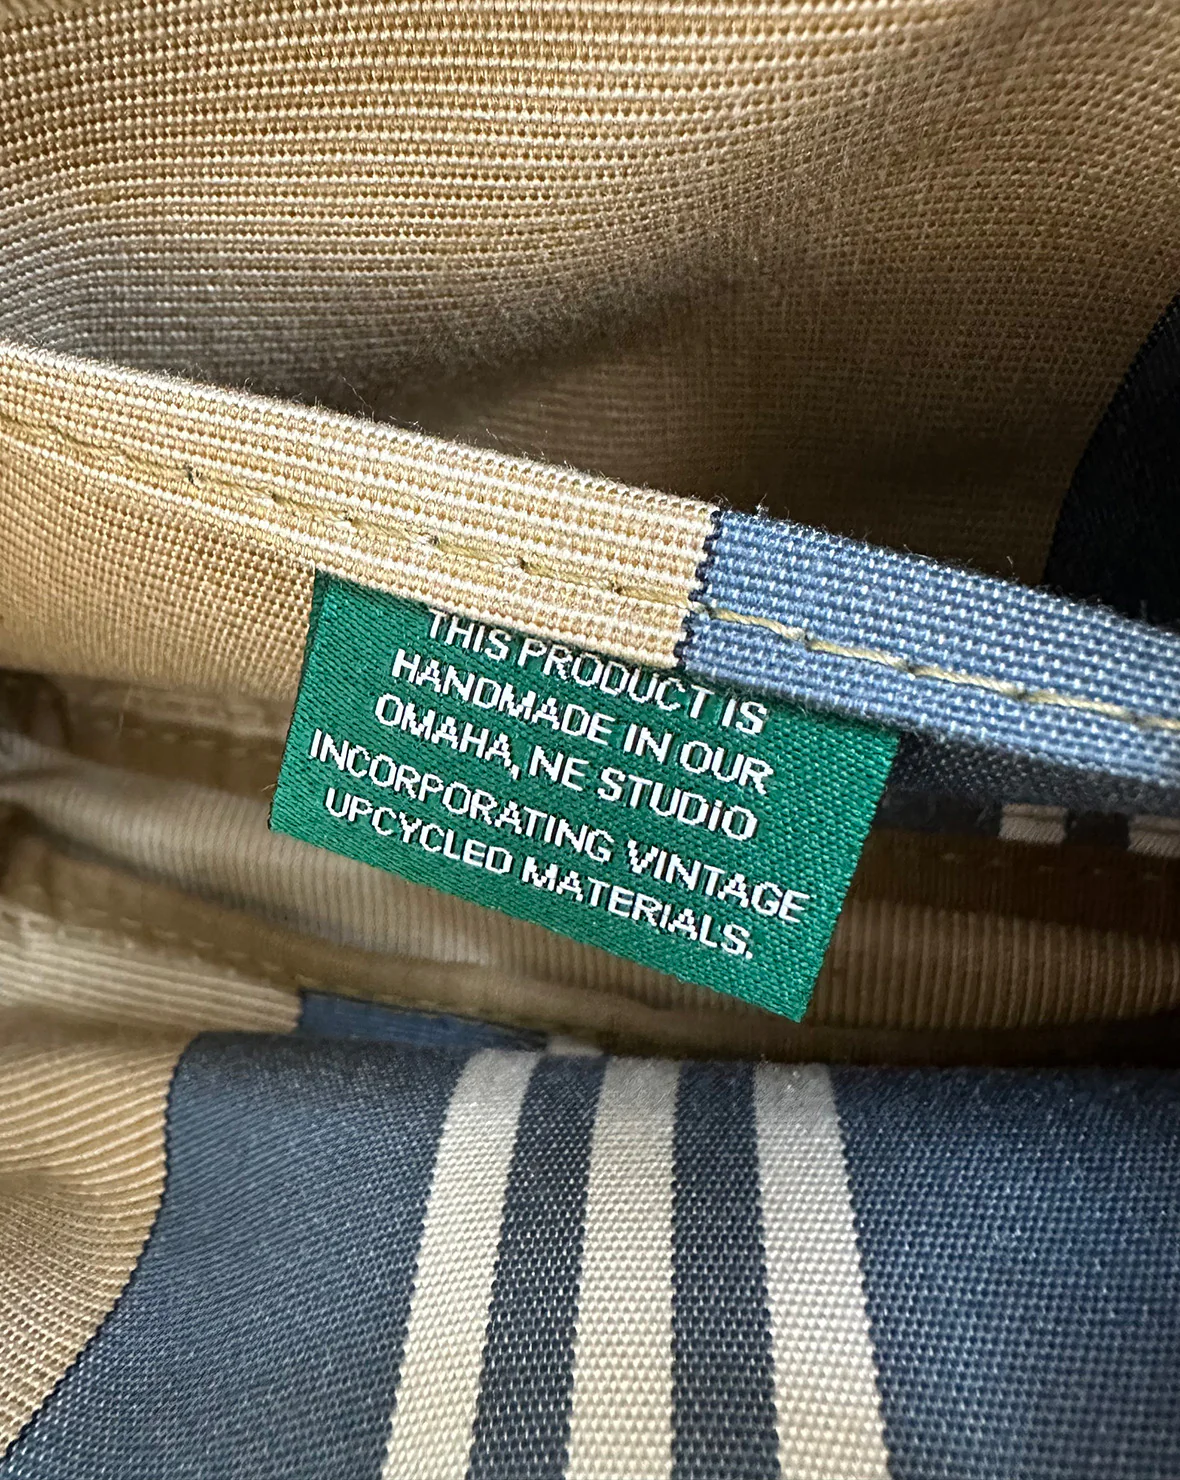 THIS PRODUCT IS
HANDMADE IN OUR
OMAHA, NE STUDIO
INCORPORATING VINTAGE
UPCYCLED MATERIALS.